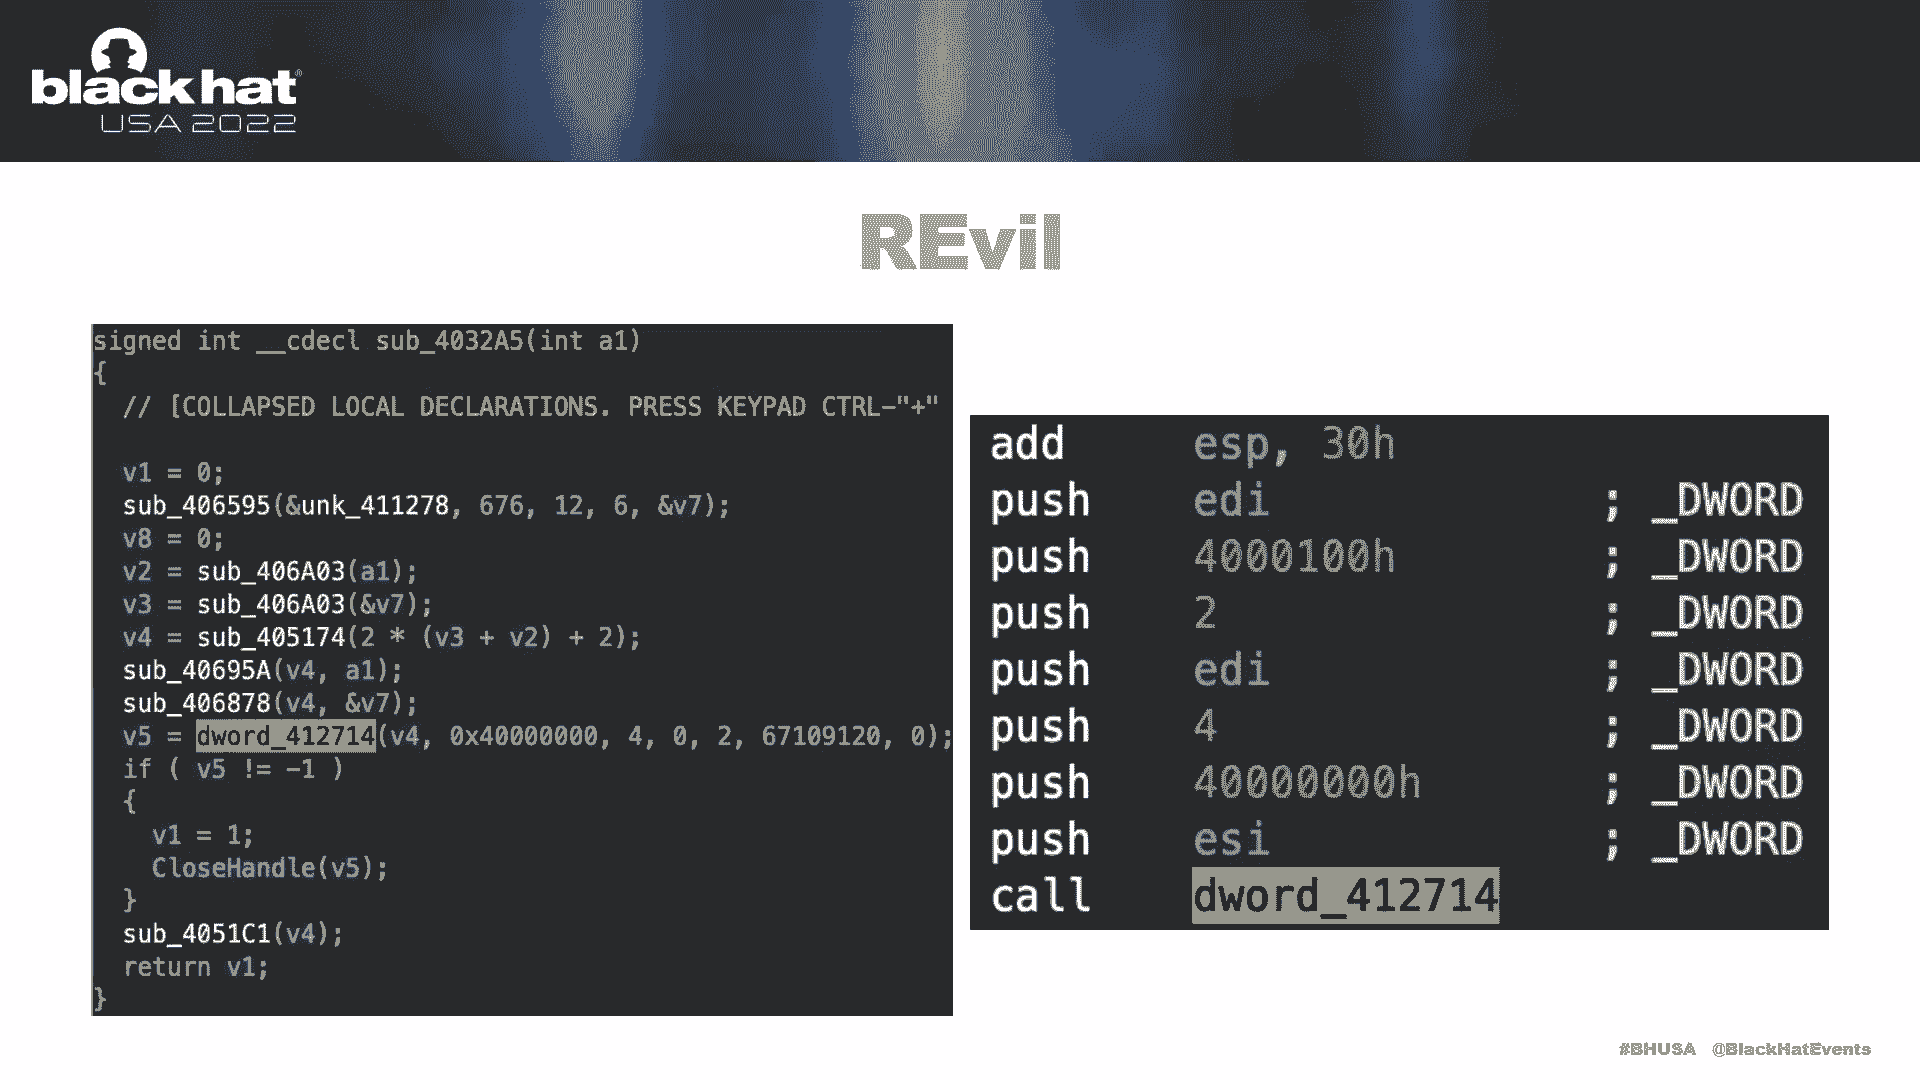 black hat®
USA 2022
REvil
signed int __cdecl sub_4032A5(int a1)
{
// [COLLAPSED LOCAL DECLARATIONS. PRESS KEYPAD CTRL-"+"
v1 = 0;
sub_406595(&unk_411278, 676, 12, 6, &v7);
v8 = 0;
v2 = sub_406A03(a1);
v3 = sub_406A03(&v7);
v4 = sub_405174(2 * (v3 + v2) + 2);
sub_40695A(v4, a1);
sub_406878(v4, &v7);
v5 = dword_412714(v4, 0x40000000, 4, 0, 2, 67109120, 0);
if ( v5 != -1 )
{
v1 = 1;
CloseHandle(v5);
}
sub_4051C1(v4);
return v1;
}
add esp, 30h
push edi ; _DWORD
push 4000100h ; _DWORD
push 2 ; _DWORD
push edi ; _DWORD
push 4 ; _DWORD
push 40000000h ; _DWORD
push esi ; _DWORD
call dword_412714
#BHUSA @BlackHatEvents